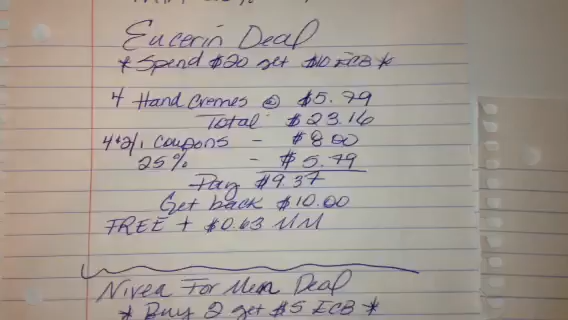 Eucerin Deal
* Spend $20 get $10 ECB *
4 Hand Cremes @ $5.79
Total $23.16
4 $2/1 Coupons - $8.00
25% - $5.79
Pay $9.37
Get back $10.00
FREE + $0.63 MM
Nivea For Men Deal
* Buy 2 get $5 ECB *